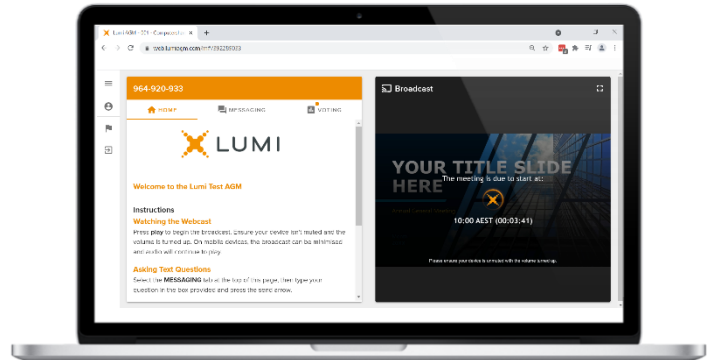 964-920-933
HOME
MESSAGING
VOTING
LUMI
Welcome to the Lumi Test AGM
Instructions
Watching the Webcast
Press play to begin the broadcast. Ensure your device isn't muted and the
volume is turned up. On mobile devices, the broadcast can be minimised
and audio will continue to play.
Asking Text Questions
Select the MESSAGING tab at the top of this page, then type your
question in the box provided and press the send arrow.
Broadcast
YOUR TITLE SLIDE
HERE
The meeting is due to start at:
10:00 AEST (00:03:41)
Please ensure your device is unmuted with the volume turned up.